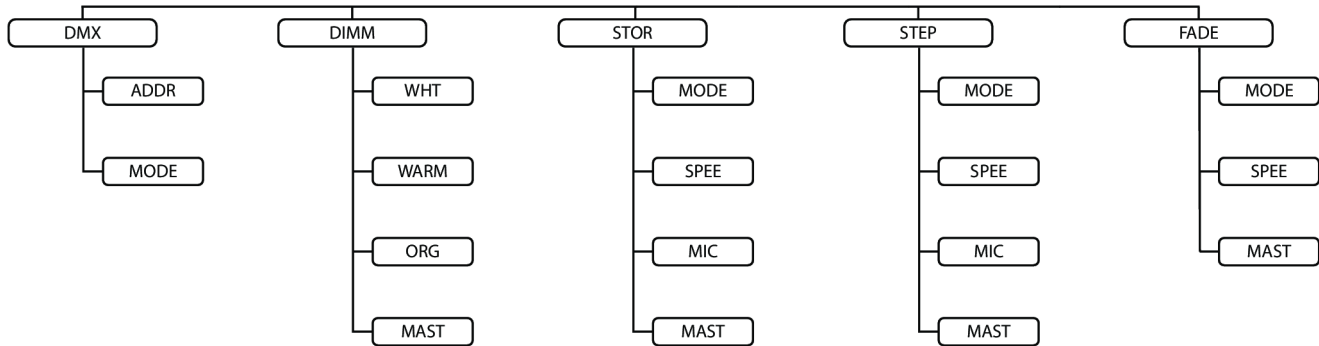 DMX
ADDR
MODE
DIMM
WHT
WARM
ORG
MAST
STOR
MODE
SPEE
MIC
MAST
STEP
MODE
SPEE
MIC
MAST
FADE
MODE
SPEE
MAST